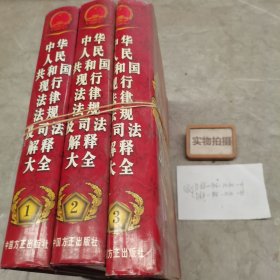 中华人民共和国现行法律法规及司法解释大全
1
中国方正出版社
中华人民共和国现行法律法规及司法解释大全
2
中国方正出版社
中华人民共和国现行法律法规及司法解释大全
3
中国方正出版社
实物拍摄